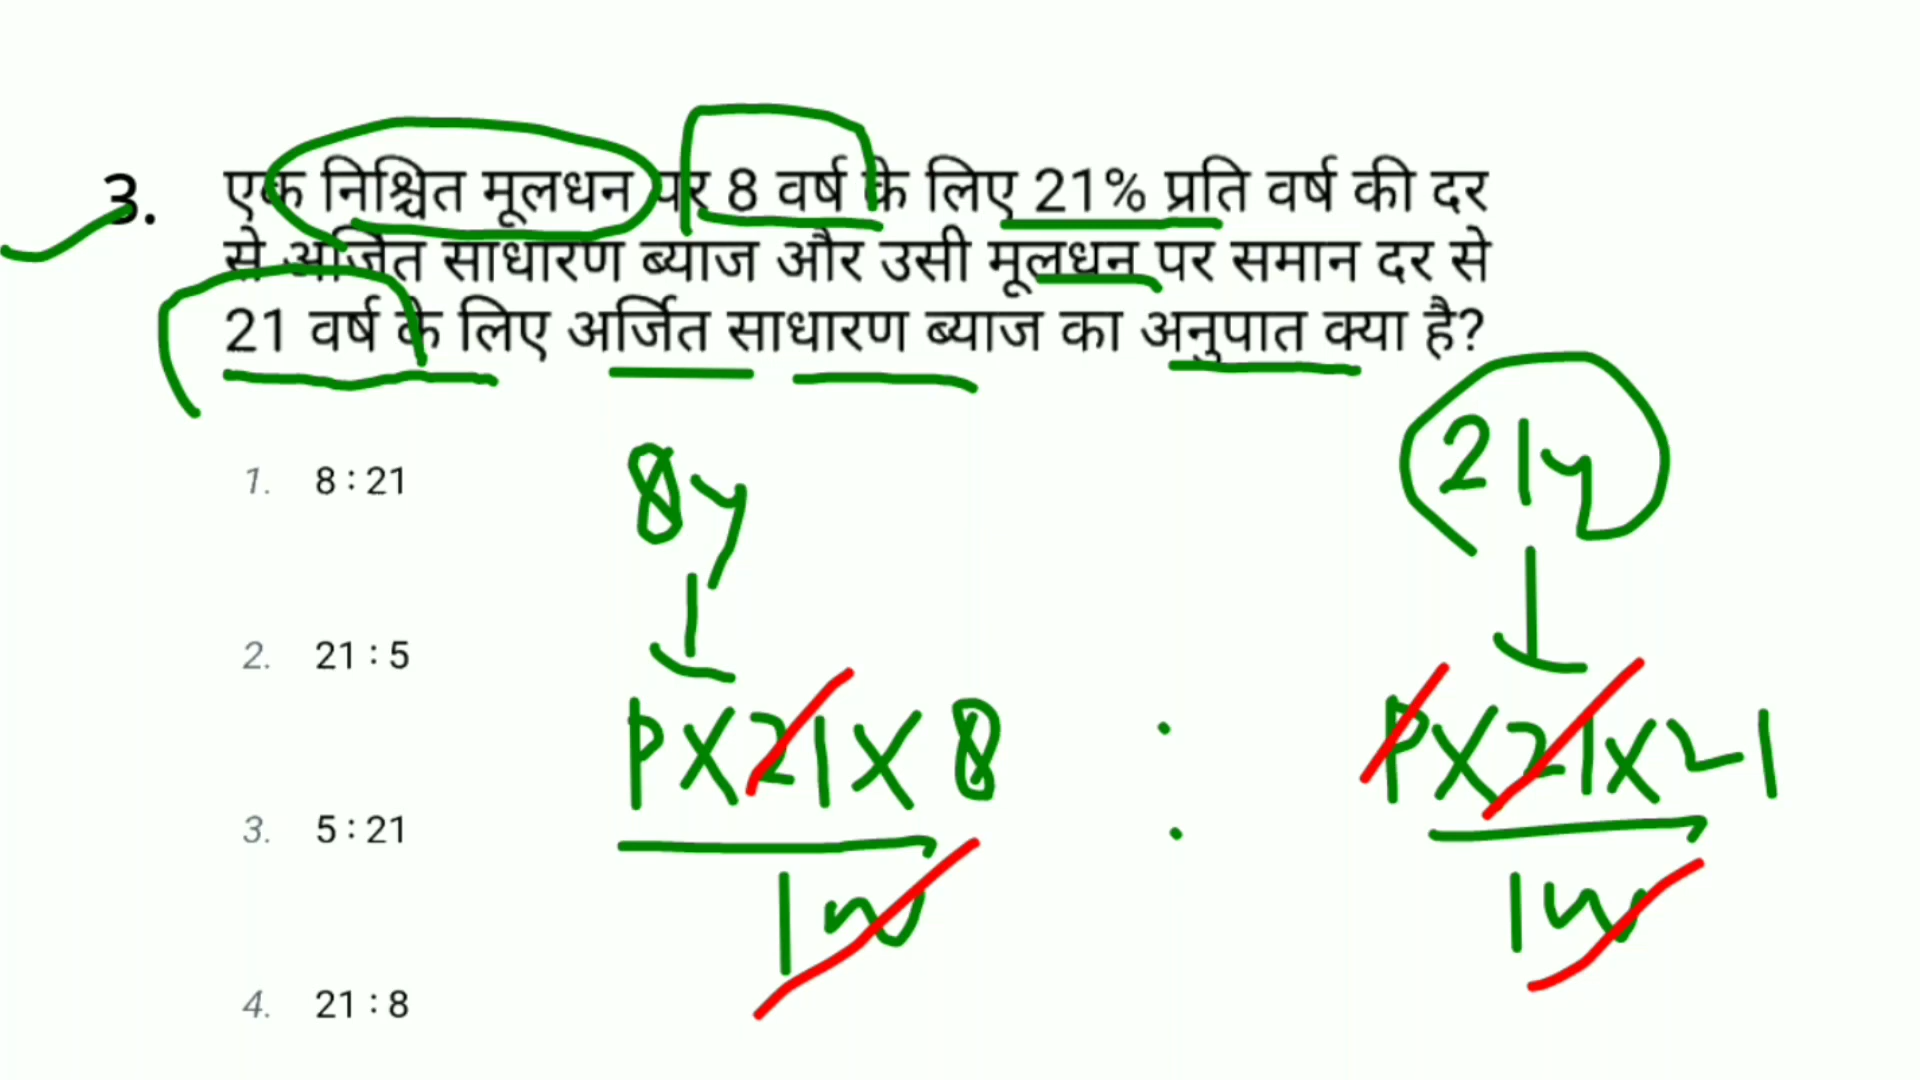 3. एक निश्चित मूलधन पर 8 वर्ष के लिए 21% प्रति वर्ष की दर
से अर्जित साधारण ब्याज और उसी मूलधन पर समान दर से
21 वर्ष के लिए अर्जित साधारण ब्याज का अनुपात क्या है?
1. 8 : 21
2. 21 : 5
3. 5 : 21
4. 21 : 8
8y 21y
P×21×8 : P×21×21
100 100